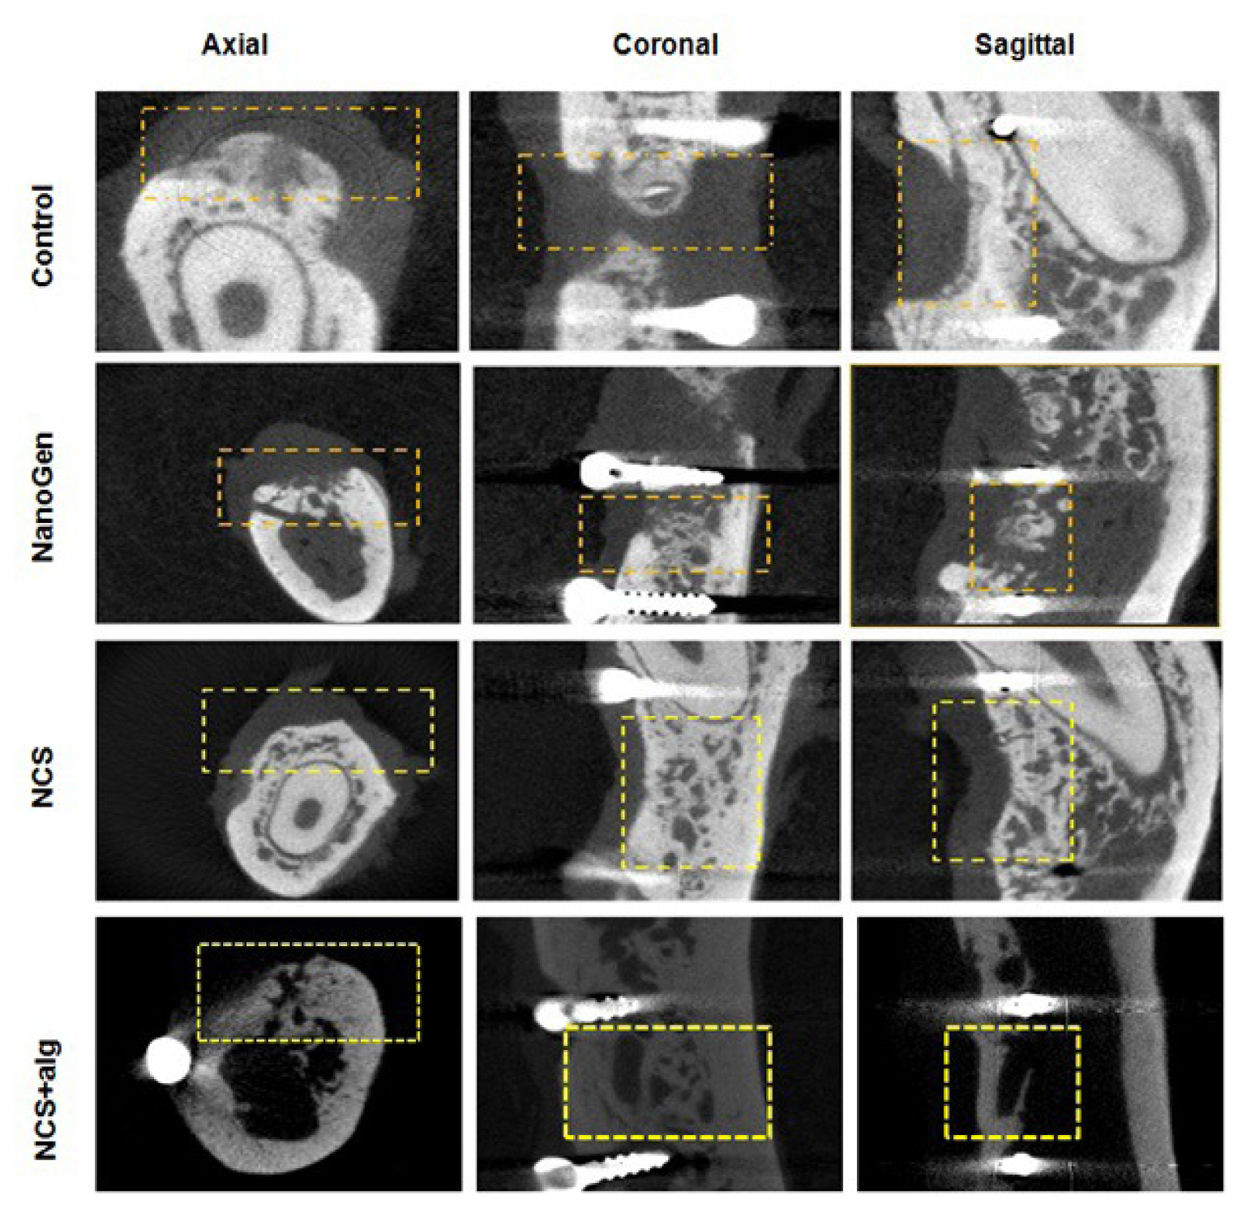 Axial Coronal Sagittal
Control
NanoGen
NCS
NCS+alg